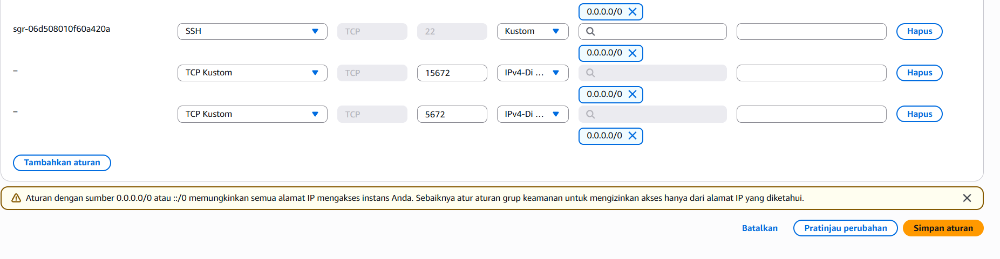 0.0.0.0/0
sgr-06d508010f60a420a SSH TCP 22 Kustom Hapus
0.0.0.0/0
– TCP Kustom TCP 15672 IPv4-Di ... Hapus
0.0.0.0/0
– TCP Kustom TCP 5672 IPv4-Di ... Hapus
0.0.0.0/0
Tambahkan aturan
Aturan dengan sumber 0.0.0.0/0 atau ::/0 memungkinkan semua alamat IP mengakses instans Anda. Sebaiknya atur aturan grup keamanan untuk mengizinkan akses hanya dari alamat IP yang diketahui.
Batalkan Pratinjau perubahan Simpan aturan